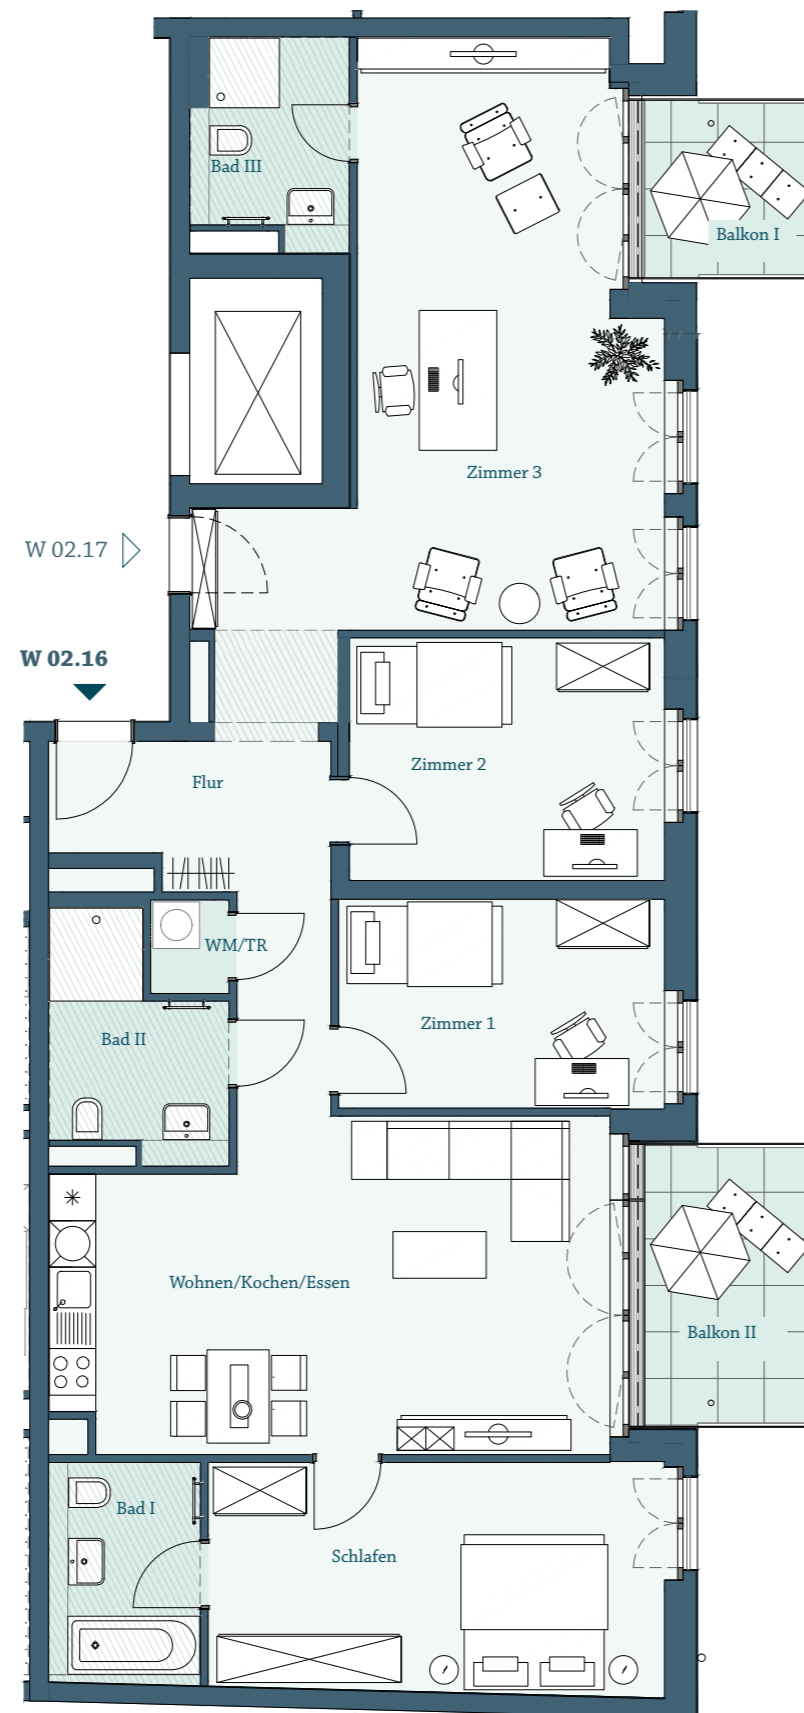 Bad III
Balkon I
Zimmer 3
W 02.17
W 02.16
Zimmer 2
Flur
WM/TR
Zimmer 1
Bad II
Wohnen/Kochen/Essen
Balkon II
Bad I
Schlafen